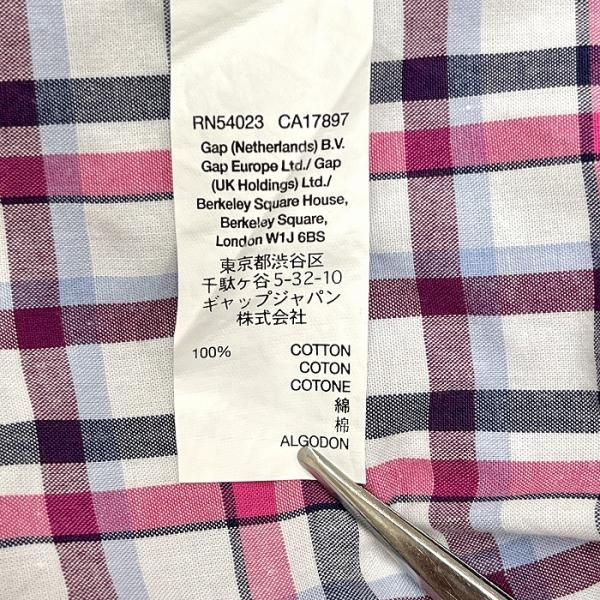 RN54023 CA17897
Gap (Netherlands) B.V.
Gap Europe Ltd./ Gap
(UK Holdings) Ltd./
Berkeley Square House,
Berkeley Square,
London W1J 6BS
東京都渋谷区
千駄ヶ谷5-32-10
ギャップジャパン
株式会社
100% COTTON
COTON
COTONE
綿
棉
ALGODON